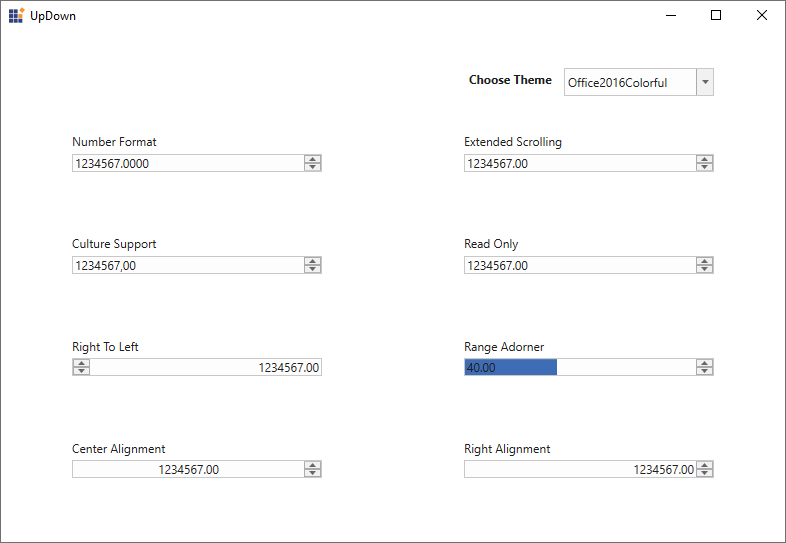 UpDown
Choose Theme Office2016Colorful
Number Format
1234567.0000
Extended Scrolling
1234567.00
Culture Support
1234567,00
Read Only
1234567.00
Right To Left
1234567.00
Range Adorner
40.00
Center Alignment
1234567.00
Right Alignment
1234567.00